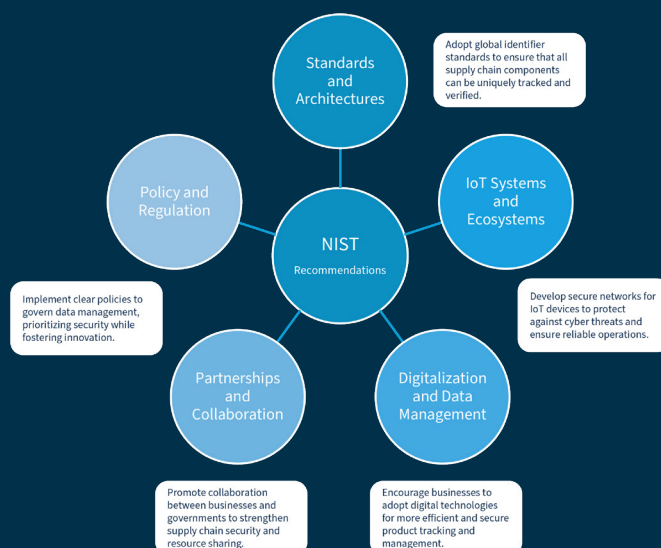 Standards
and
Architectures
Adopt global identifier
standards to ensure that all
supply chain components
can be uniquely tracked and
verified.
Policy and
Regulation
IoT Systems
and
Ecosystems
NIST
Recommendations
Implement clear policies to
govern data management,
prioritizing security while
fostering innovation.
Develop secure networks for
IoT devices to protect
against cyber threats and
ensure reliable operations.
Partnerships
and
Collaboration
Digitalization
and Data
Management
Promote collaboration
between businesses and
governments to strengthen
supply chain security and
resource sharing.
Encourage businesses to
adopt digital technologies
for more efficient and secure
product tracking and
management.